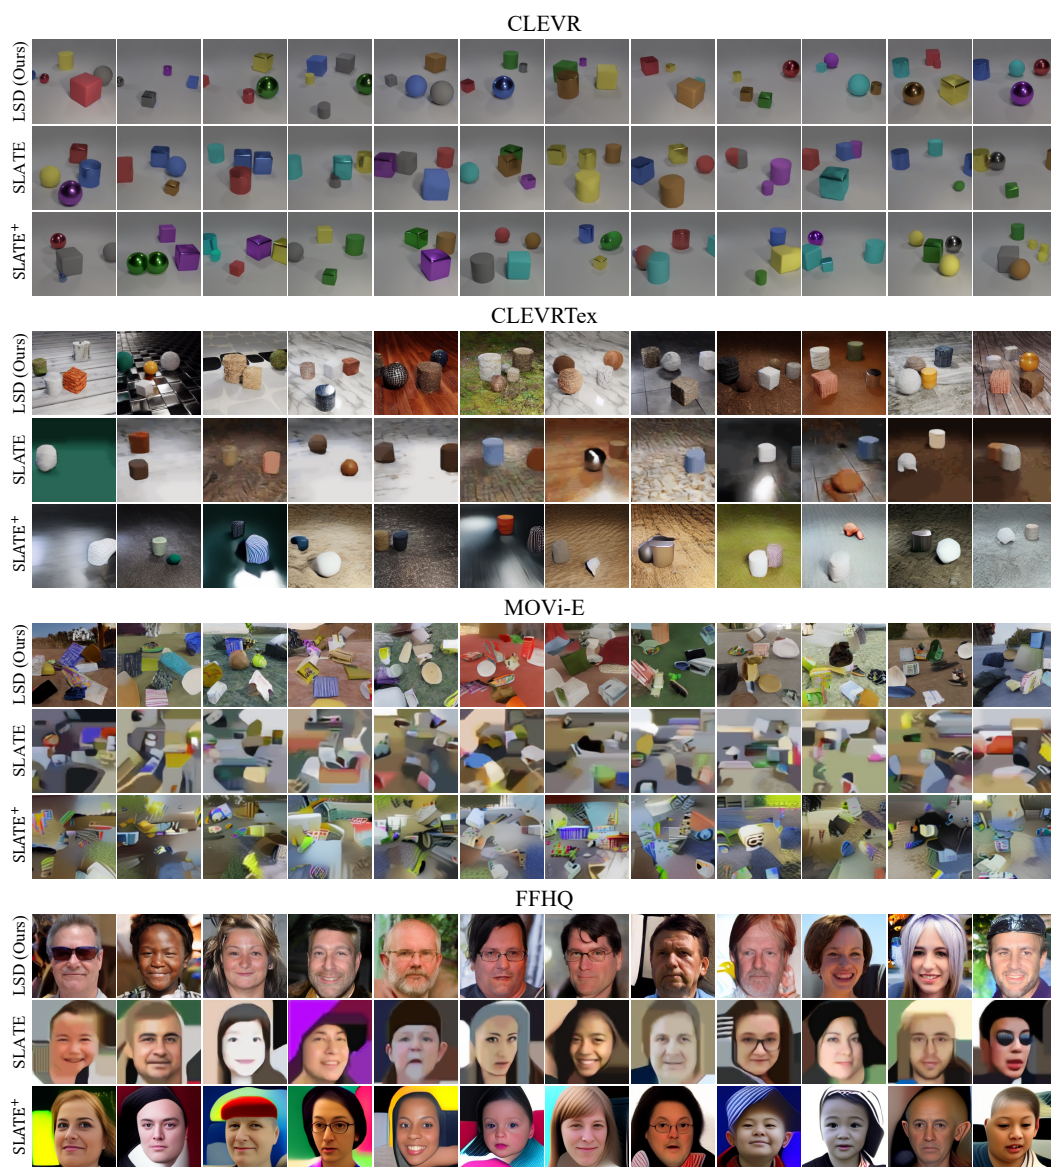 CLEVR
LSD (Ours)
SLATE
SLATE⁺
CLEVRTex
LSD (Ours)
SLATE
SLATE⁺
MOVi-E
LSD (Ours)
SLATE
SLATE⁺
FFHQ
LSD (Ours)
SLATE
SLATE⁺